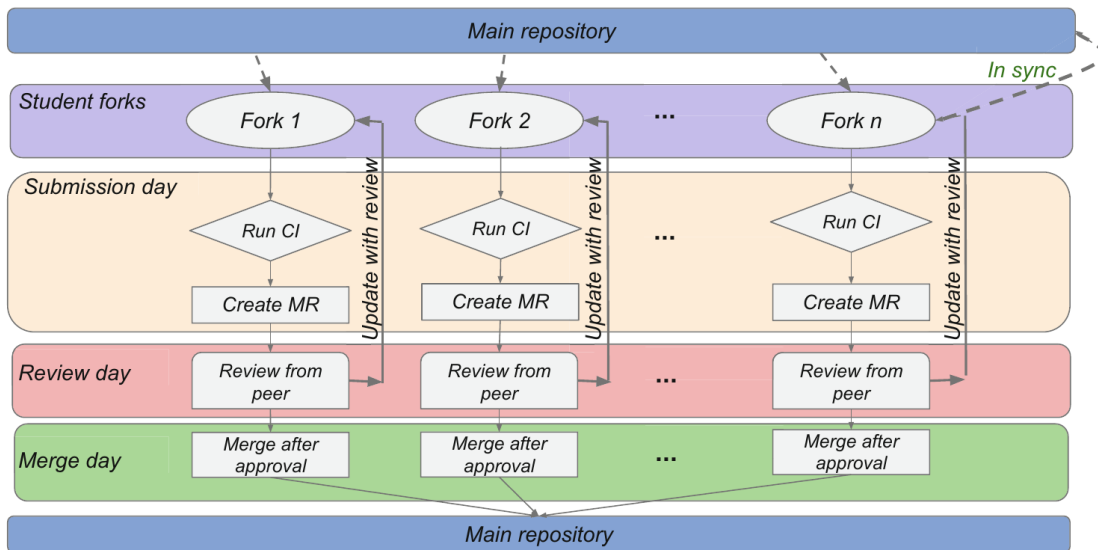 Main repository
In sync
Student forks
Fork 1
Fork 2
...
Fork n
Submission day
Run CI
Run CI
...
Run CI
Update with review
Update with review
Update with review
Create MR
Create MR
Create MR
Review day
Review from
peer
Review from
peer
...
Review from
peer
Merge day
Merge after
approval
Merge after
approval
...
Merge after
approval
Main repository